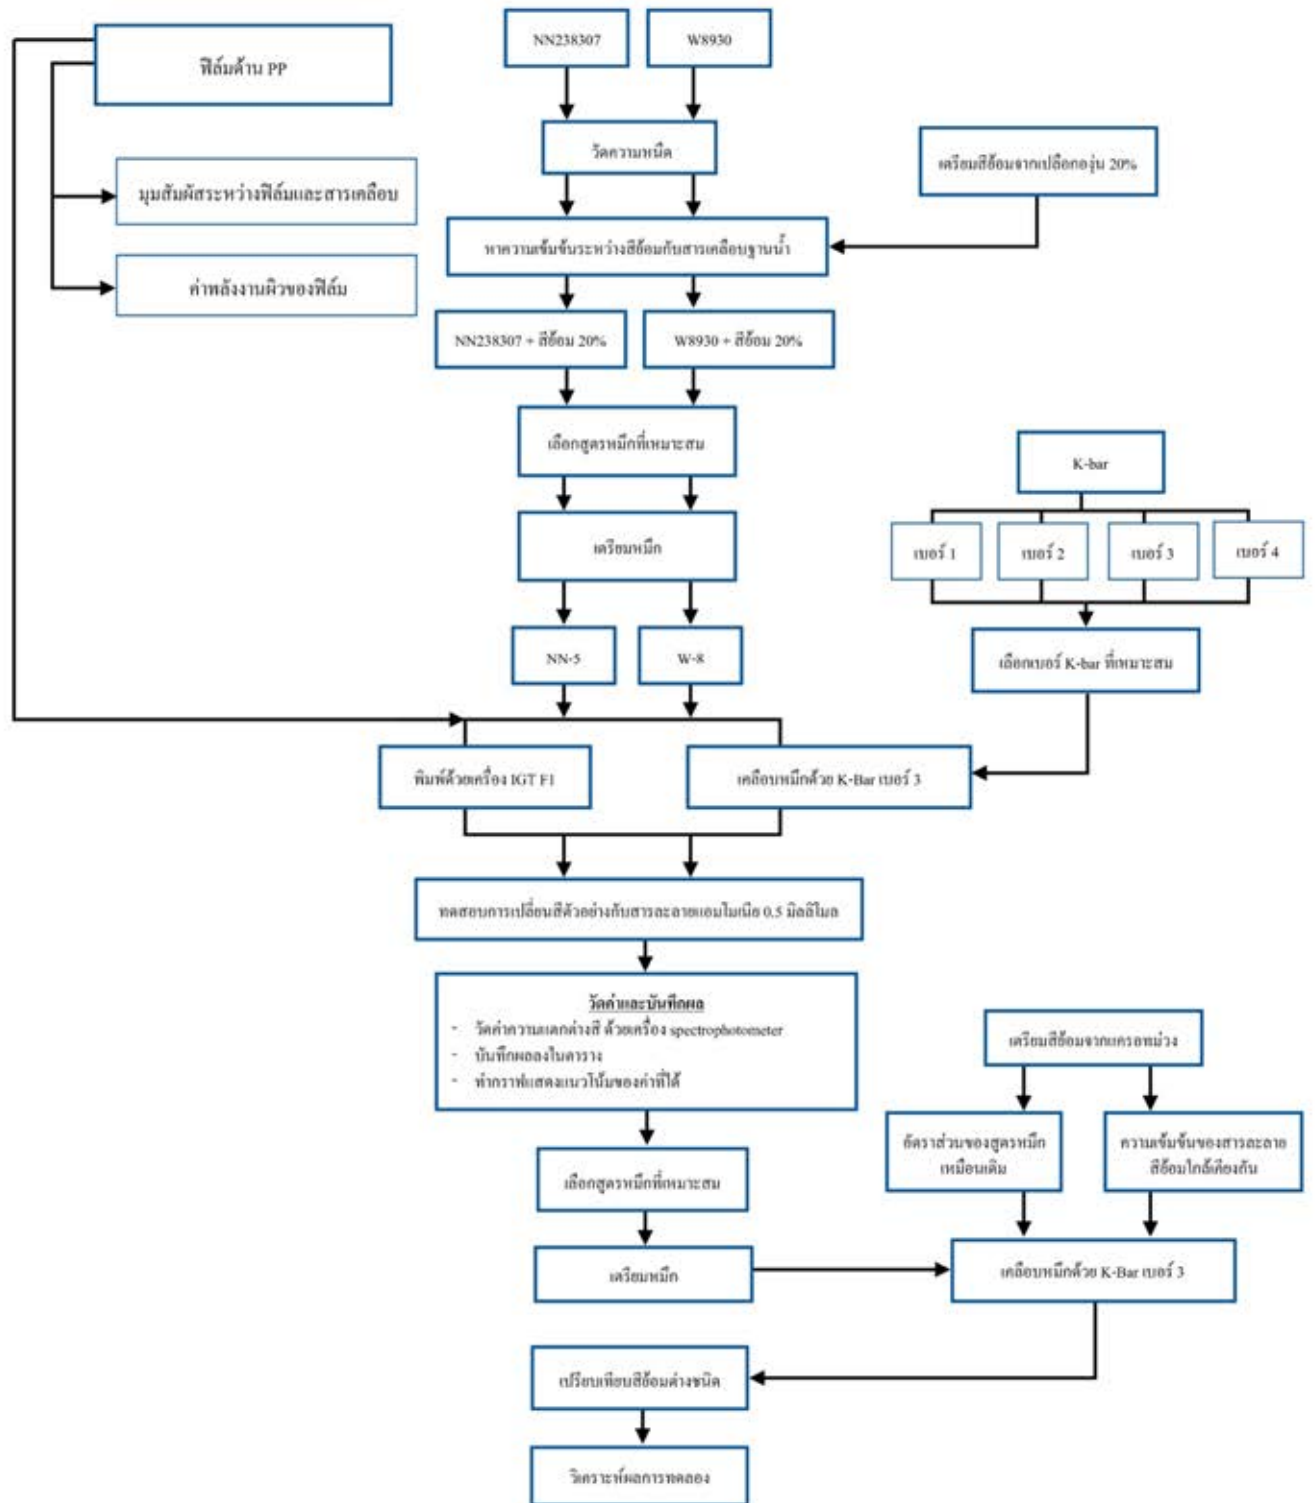 NN238307
W8930
ฟิล์มด้าน PP
วัดความหนืด
เตรียมสีย้อมจากเปลือกองุ่น 20%
มุมสัมผัสระหว่างฟิล์มและสารเคลือบ
หาความเข้มข้นระหว่างสีย้อมกับสารเคลือบฐานน้ำ
ค่าพลังงานผิวของฟิล์ม
NN238307 + สีย้อม 20%
W8930 + สีย้อม 20%
เลือกสูตรหมึกที่เหมาะสม
K-bar
เตรียมหมึก
เบอร์ 1
เบอร์ 2
เบอร์ 3
เบอร์ 4
NN-5
W-8
เลือกเบอร์ K-bar ที่เหมาะสม
พิมพ์ด้วยเครื่อง IGT F1
เคลือบหมึกด้วย K-Bar เบอร์ 3
ทดสอบการเปลี่ยนสีตัวอย่างกับสารละลายแอมโมเนีย 0.5 มิลลิโมล
วัดค่าและบันทึกผล
- วัดค่าความแตกต่างสี ด้วยเครื่อง spectrophotometer
- บันทึกผลลงในตาราง
- ทำกราฟแสดงแนวโน้มของค่าที่ได้
เตรียมสีย้อมจากแครอทม่วง
อัตราส่วนของสูตรหมึก
เหมือนเดิม
ความเข้มข้นของสารละลาย
สีย้อมใกล้เคียงกัน
เลือกสูตรหมึกที่เหมาะสม
เตรียมหมึก
เคลือบหมึกด้วย K-Bar เบอร์ 3
เปรียบเทียบสีย้อมต่างชนิด
วิเคราะห์ผลการทดลอง